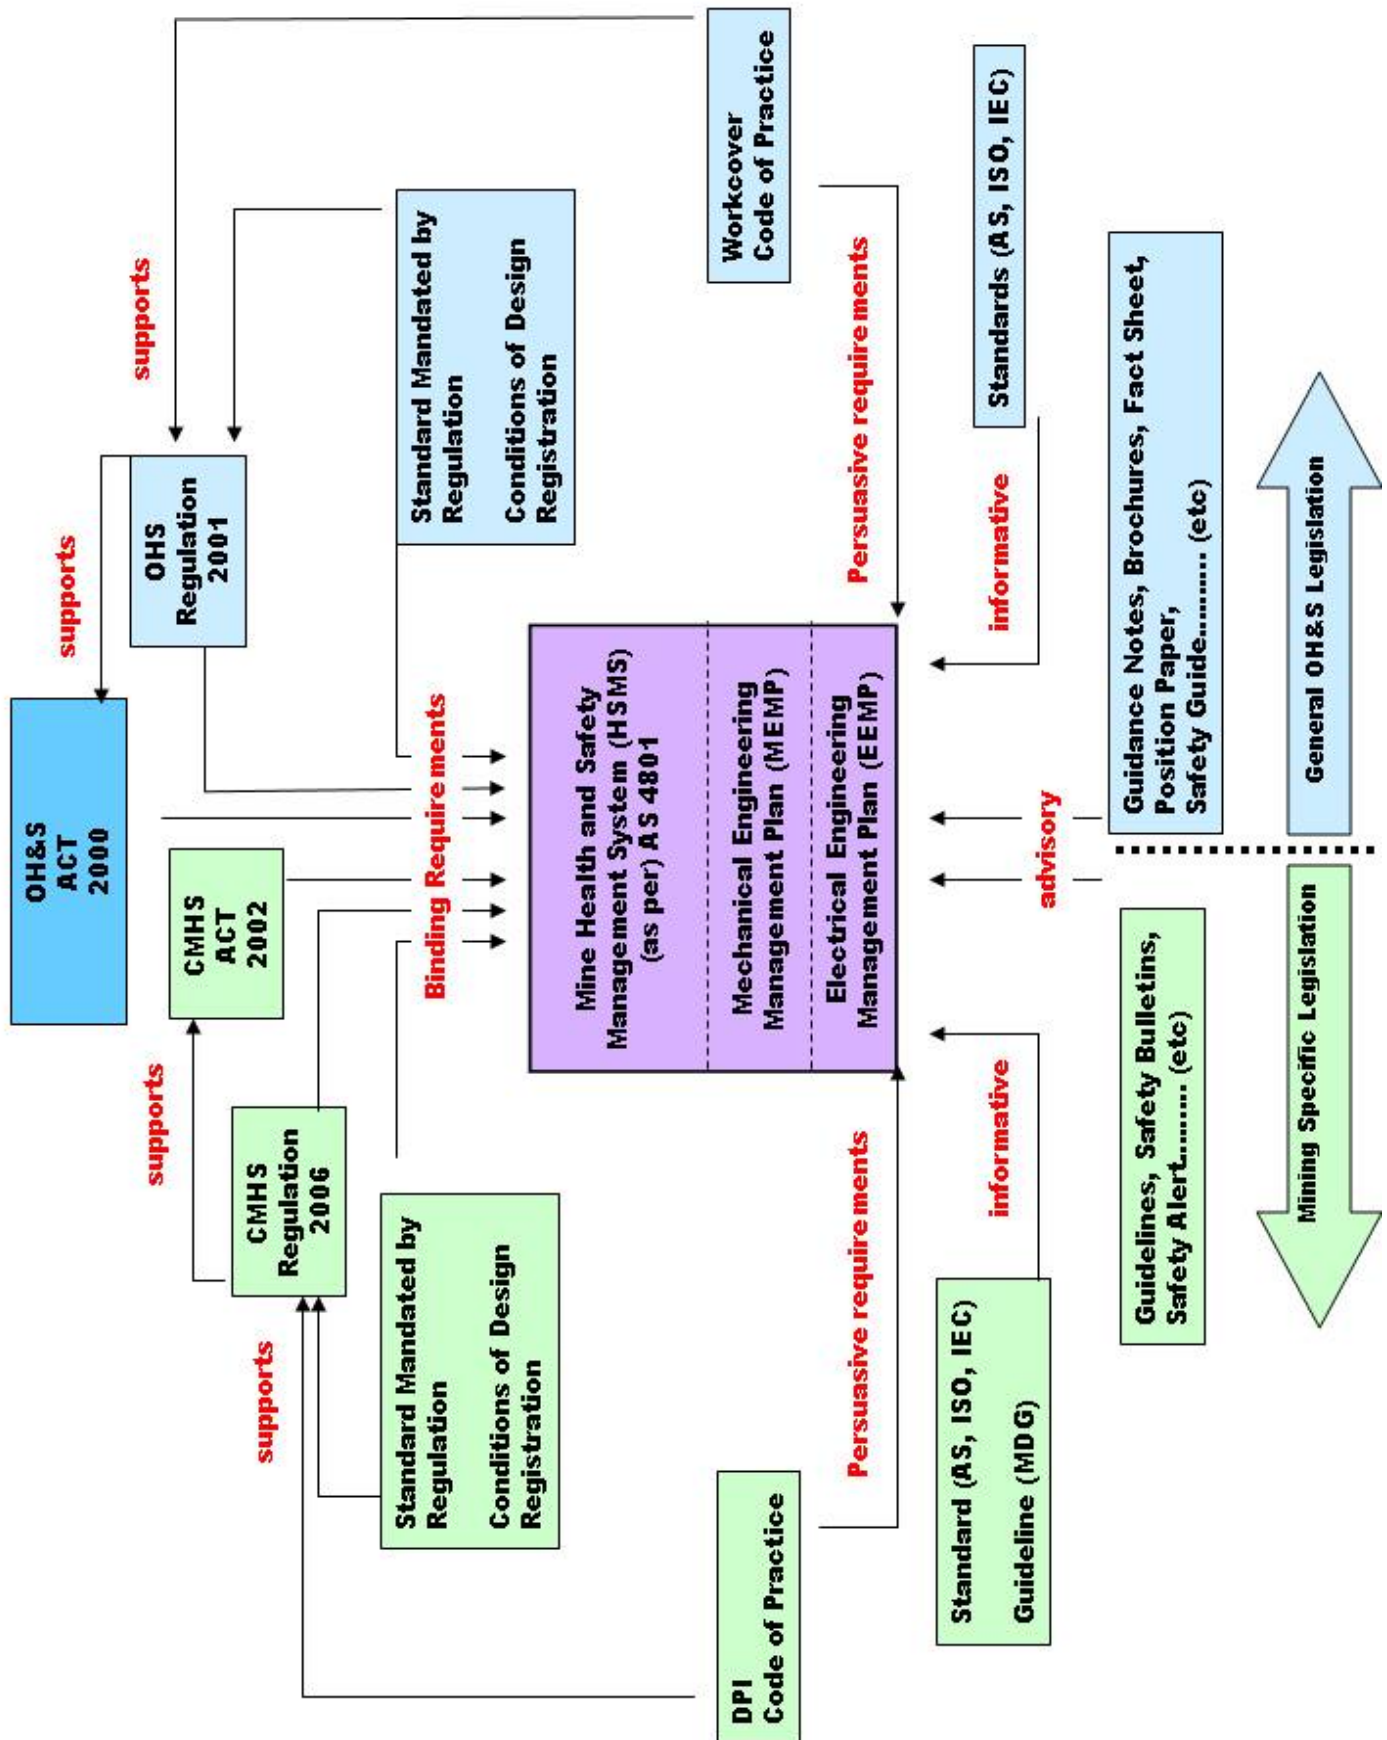 OH&S
ACT
2000
supports
CMHS
ACT
2002
supports
OHS
Regulation
2001
supports
CMHS
Regulation
2006
supports
Standard Mandated by
Regulation
Conditions of Design
Registration
Binding Requirements
Standard Mandated by
Regulation
Conditions of Design
Registration
Mine Health and Safety
Management System (HSMS)
(as per) AS 4801
Mechanical Engineering
Management Plan (MEMP)
Electrical Engineering
Management Plan (EEMP)
DPI
Code of Practice
Workcover
Code of Practice
Persuasive requirements
Persuasive requirements
Standard (AS, ISO, IEC)
Guideline (MDG)
informative
informative
Standards (AS, ISO, IEC)
advisory
Guidelines, Safety Bulletins,
Safety Alert......... (etc)
Guidance Notes, Brochures, Fact Sheet,
Position Paper,
Safety Guide........... (etc)
Mining Specific Legislation
General OH&S Legislation